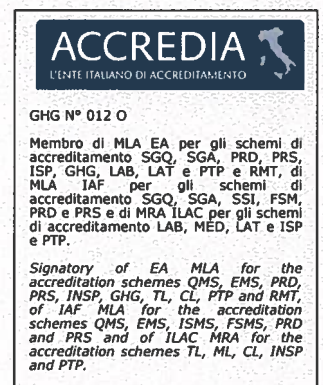 ACCREDIA
L'ENTE ITALIANO DI ACCREDITAMENTO
GHG N° 012 O
Membro di MLA EA per gli schemi di
accreditamento SGQ, SGA, PRD, PRS,
ISP, GHG, LAB, LAT e PTP e RMT, di
MLA IAF per gli schemi di
accreditamento SGQ, SGA, SSI, FSM,
PRD e PRS e di MRA ILAC per gli schemi
di accreditamento LAB, MED, LAT e ISP
e PTP.
Signatory of EA MLA for the
accreditation schemes QMS, EMS, PRD,
PRS, INSP, GHG, TL, CL, PTP and RMT,
of IAF MLA for the accreditation
schemes QMS, EMS, ISMS, FSMS, PRD
and PRS and of ILAC MRA for the
accreditation schemes TL, ML, CL, INSP
and PTP.